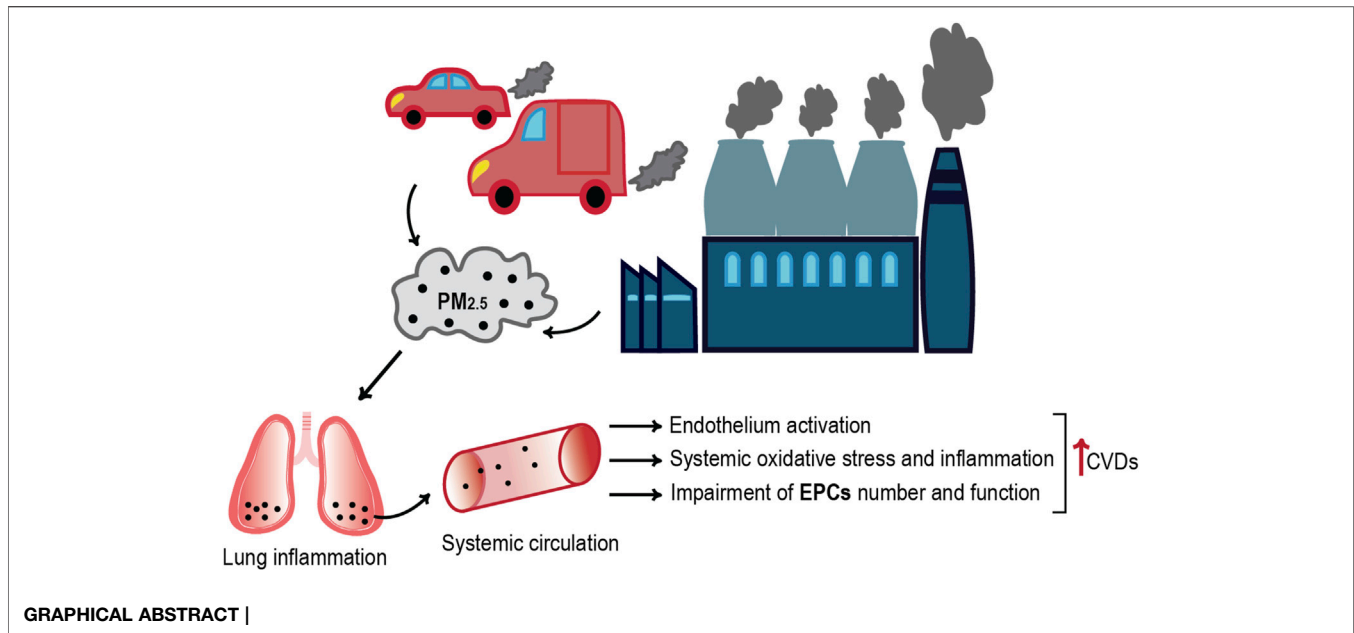 PM2.5
Endothelium activation
Systemic oxidative stress and inflammation
Impairment of EPCs number and function
CVDs
Lung inflammation
Systemic circulation
GRAPHICAL ABSTRACT |